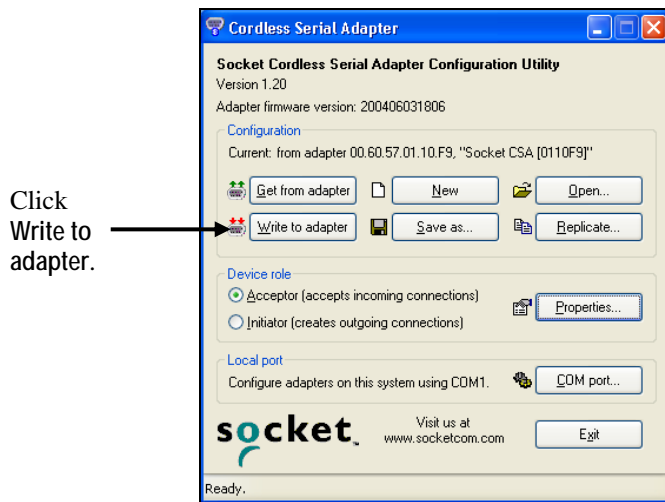 Cordless Serial Adapter
Socket Cordless Serial Adapter Configuration Utility
Version 1.20
Adapter firmware version: 200406031806
Configuration
Current: from adapter 00.60.57.01.10.F9, "Socket CSA [0110F9]"
Get from adapter New Open...
Click
Write to
adapter.
Write to adapter Save as... Replicate...
Device role
Acceptor (accepts incoming connections)
Properties...
Initiator (creates outgoing connections)
Local port
Configure adapters on this system using COM1. COM port...
socket™
Visit us at
www.socketcom.com
Exit
Ready.